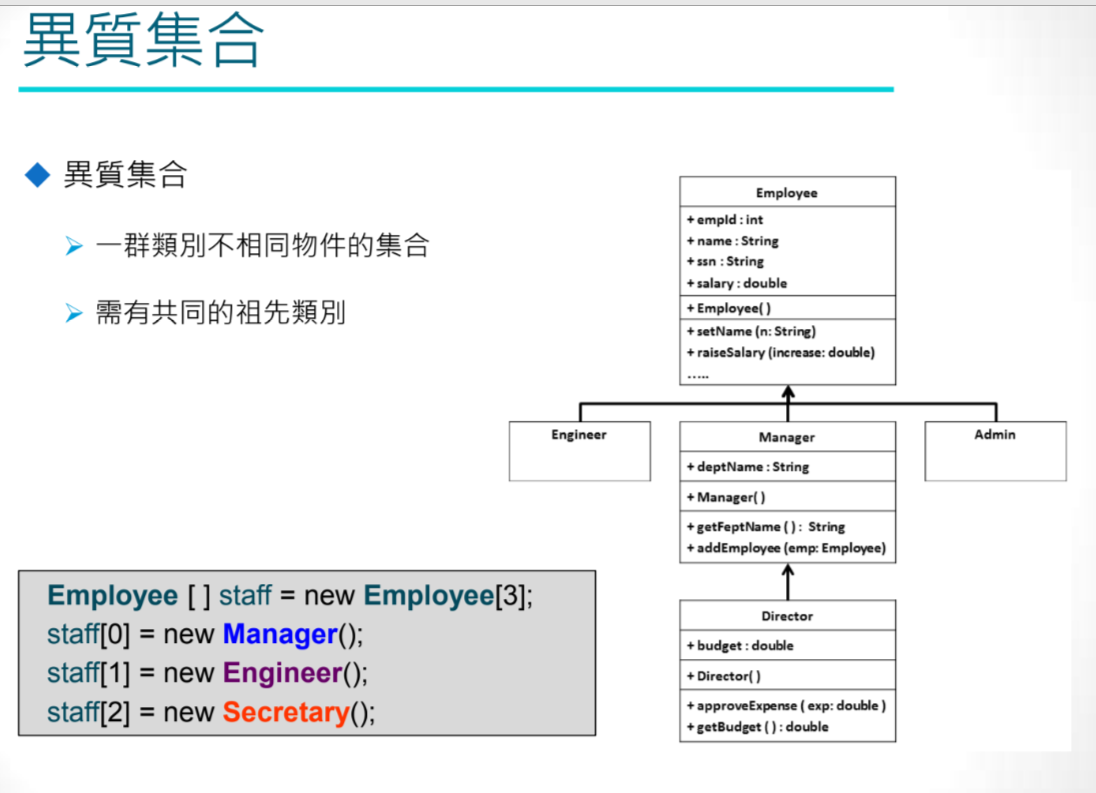 異質集合
異質集合
一群類別不相同物件的集合
需有共同的祖先類別
Employee [ ] staff = new Employee[3];
staff[0] = new Manager();
staff[1] = new Engineer();
staff[2] = new Secretary();
Employee
+ empId : int
+ name : String
+ ssn : String
+ salary : double
+ Employee( )
+ setName (n: String)
+ raiseSalary (increase: double)
.....
Engineer
Manager
+ deptName : String
+ Manager( )
+ getFeptName ( ) : String
+ addEmployee (emp: Employee)
Admin
Director
+ budget : double
+ Director( )
+ approveExpense ( exp: double )
+ getBudget ( ) : double